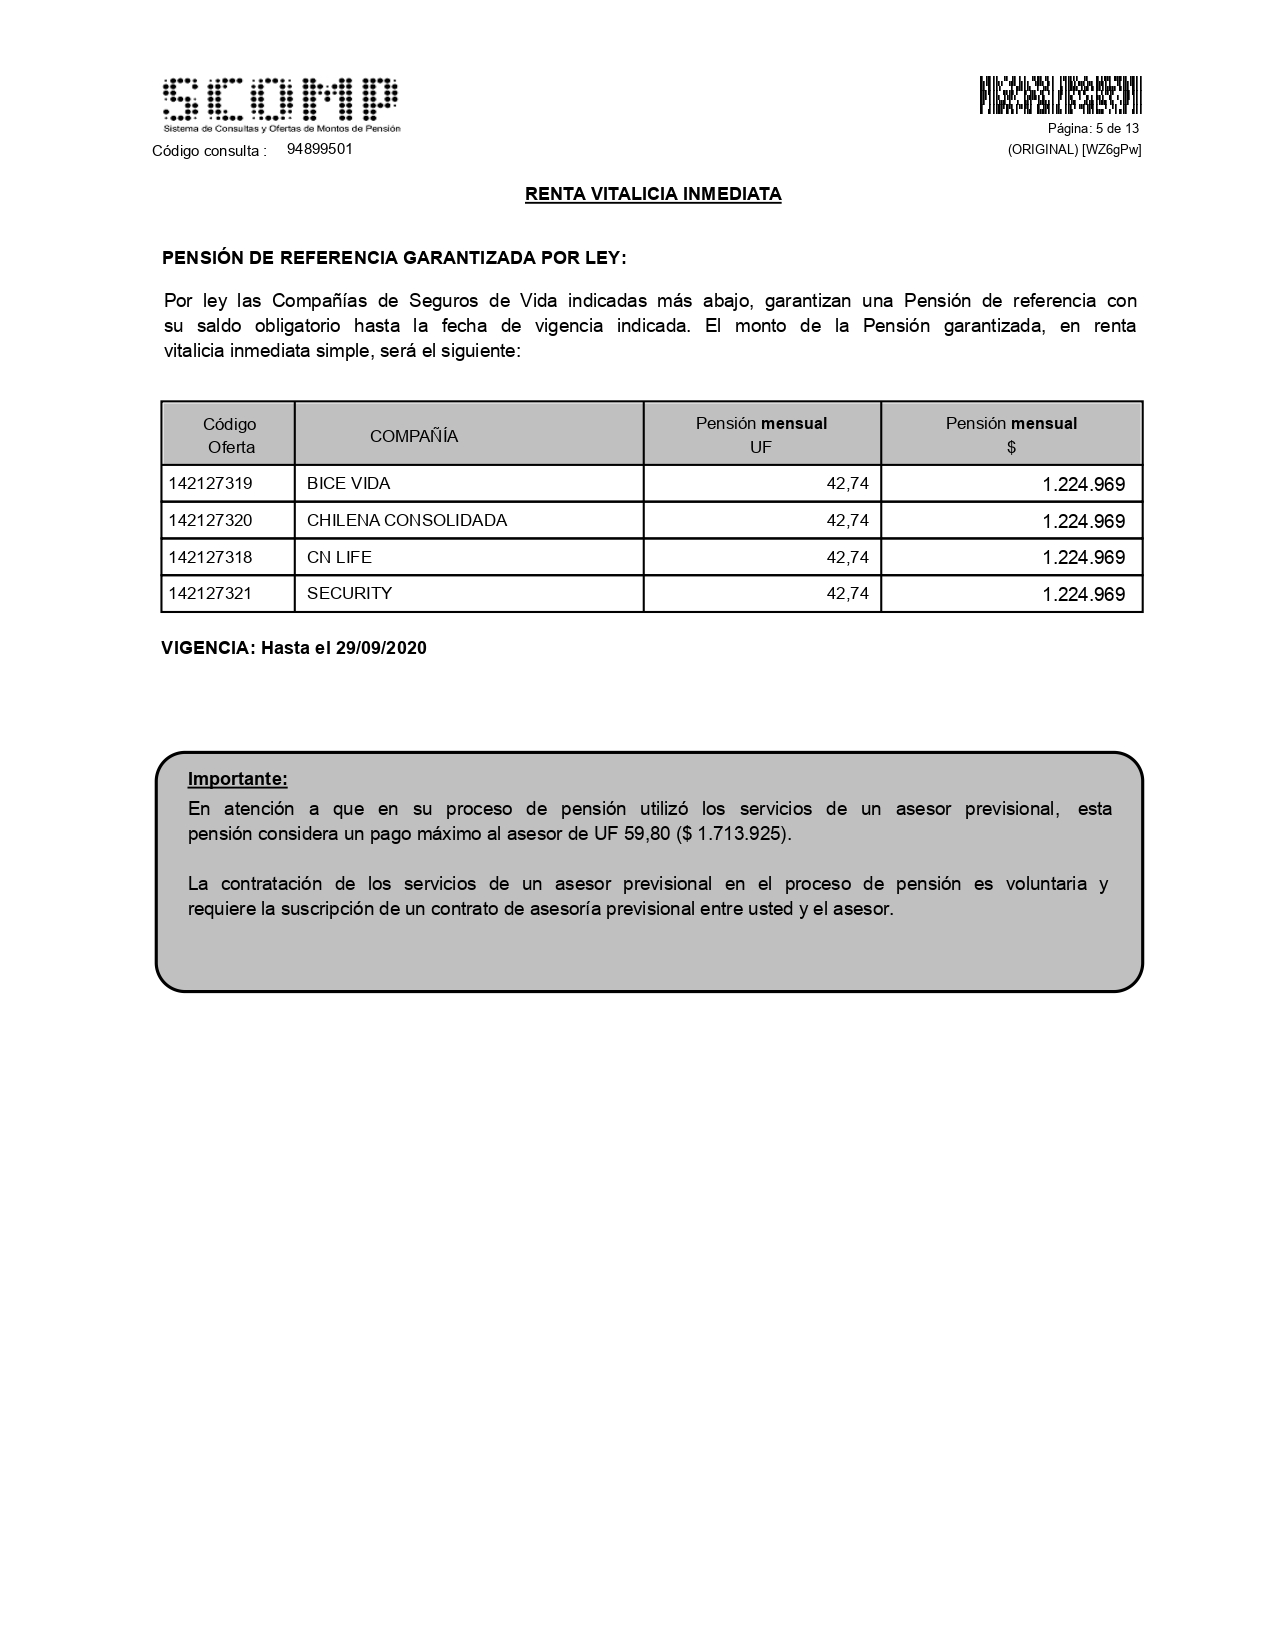 SCOMP
Sistema de Consultas y Ofertas de Montos de Pensión
Código consulta : 94899501
Página: 5 de 13
(ORIGINAL) [WZ6gPw]
RENTA VITALICIA INMEDIATA
PENSIÓN DE REFERENCIA GARANTIZADA POR LEY:
Por ley las Compañías de Seguros de Vida indicadas más abajo, garantizan una Pensión de referencia con
su saldo obligatorio hasta la fecha de vigencia indicada. El monto de la Pensión garantizada, en renta
vitalicia inmediata simple, será el siguiente:
Código Oferta COMPAÑÍA Pensión mensual UF Pensión mensual $
142127319 BICE VIDA 42,74 1.224.969
142127320 CHILENA CONSOLIDADA 42,74 1.224.969
142127318 CN LIFE 42,74 1.224.969
142127321 SECURITY 42,74 1.224.969
VIGENCIA: Hasta el 29/09/2020
Importante:
En atención a que en su proceso de pensión utilizó los servicios de un asesor previsional, esta
pensión considera un pago máximo al asesor de UF 59,80 ($ 1.713.925).
La contratación de los servicios de un asesor previsional en el proceso de pensión es voluntaria y
requiere la suscripción de un contrato de asesoría previsional entre usted y el asesor.